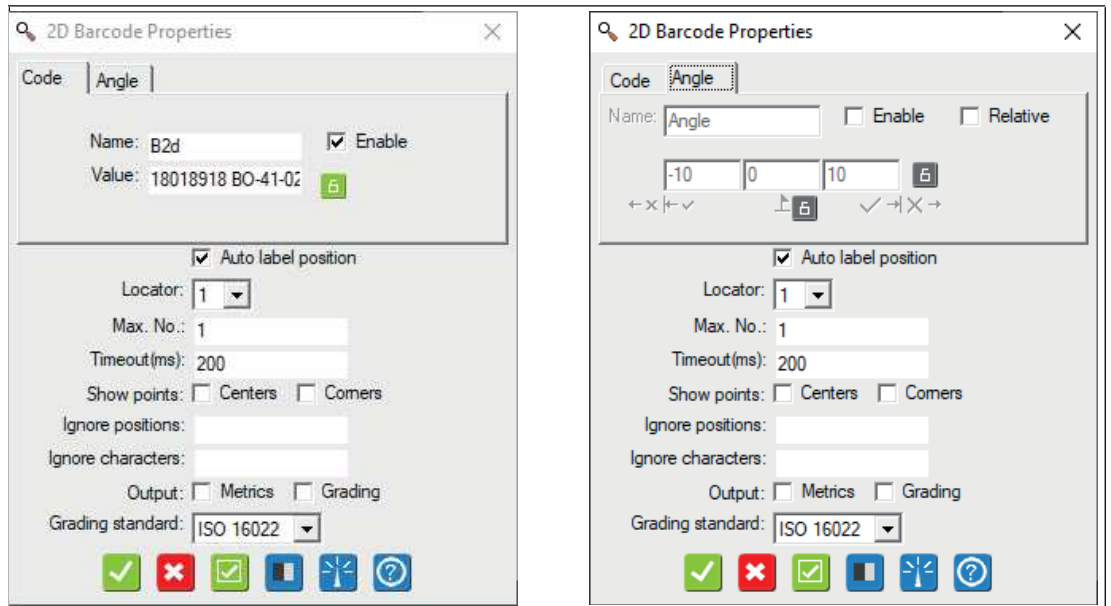 2D Barcode Properties
Code Angle
Name: B2d Enable
Value: 18018918 BO-41-02
Auto label position
Locator: 1
Max. No.: 1
Timeout(ms): 200
Show points: Centers Corners
Ignore positions:
Ignore characters:
Output: Metrics Grading
Grading standard: ISO 16022
2D Barcode Properties
Code Angle
Name: Angle Enable Relative
-10 0 10
Auto label position
Locator: 1
Max. No.: 1
Timeout(ms): 200
Show points: Centers Corners
Ignore positions:
Ignore characters:
Output: Metrics Grading
Grading standard: ISO 16022